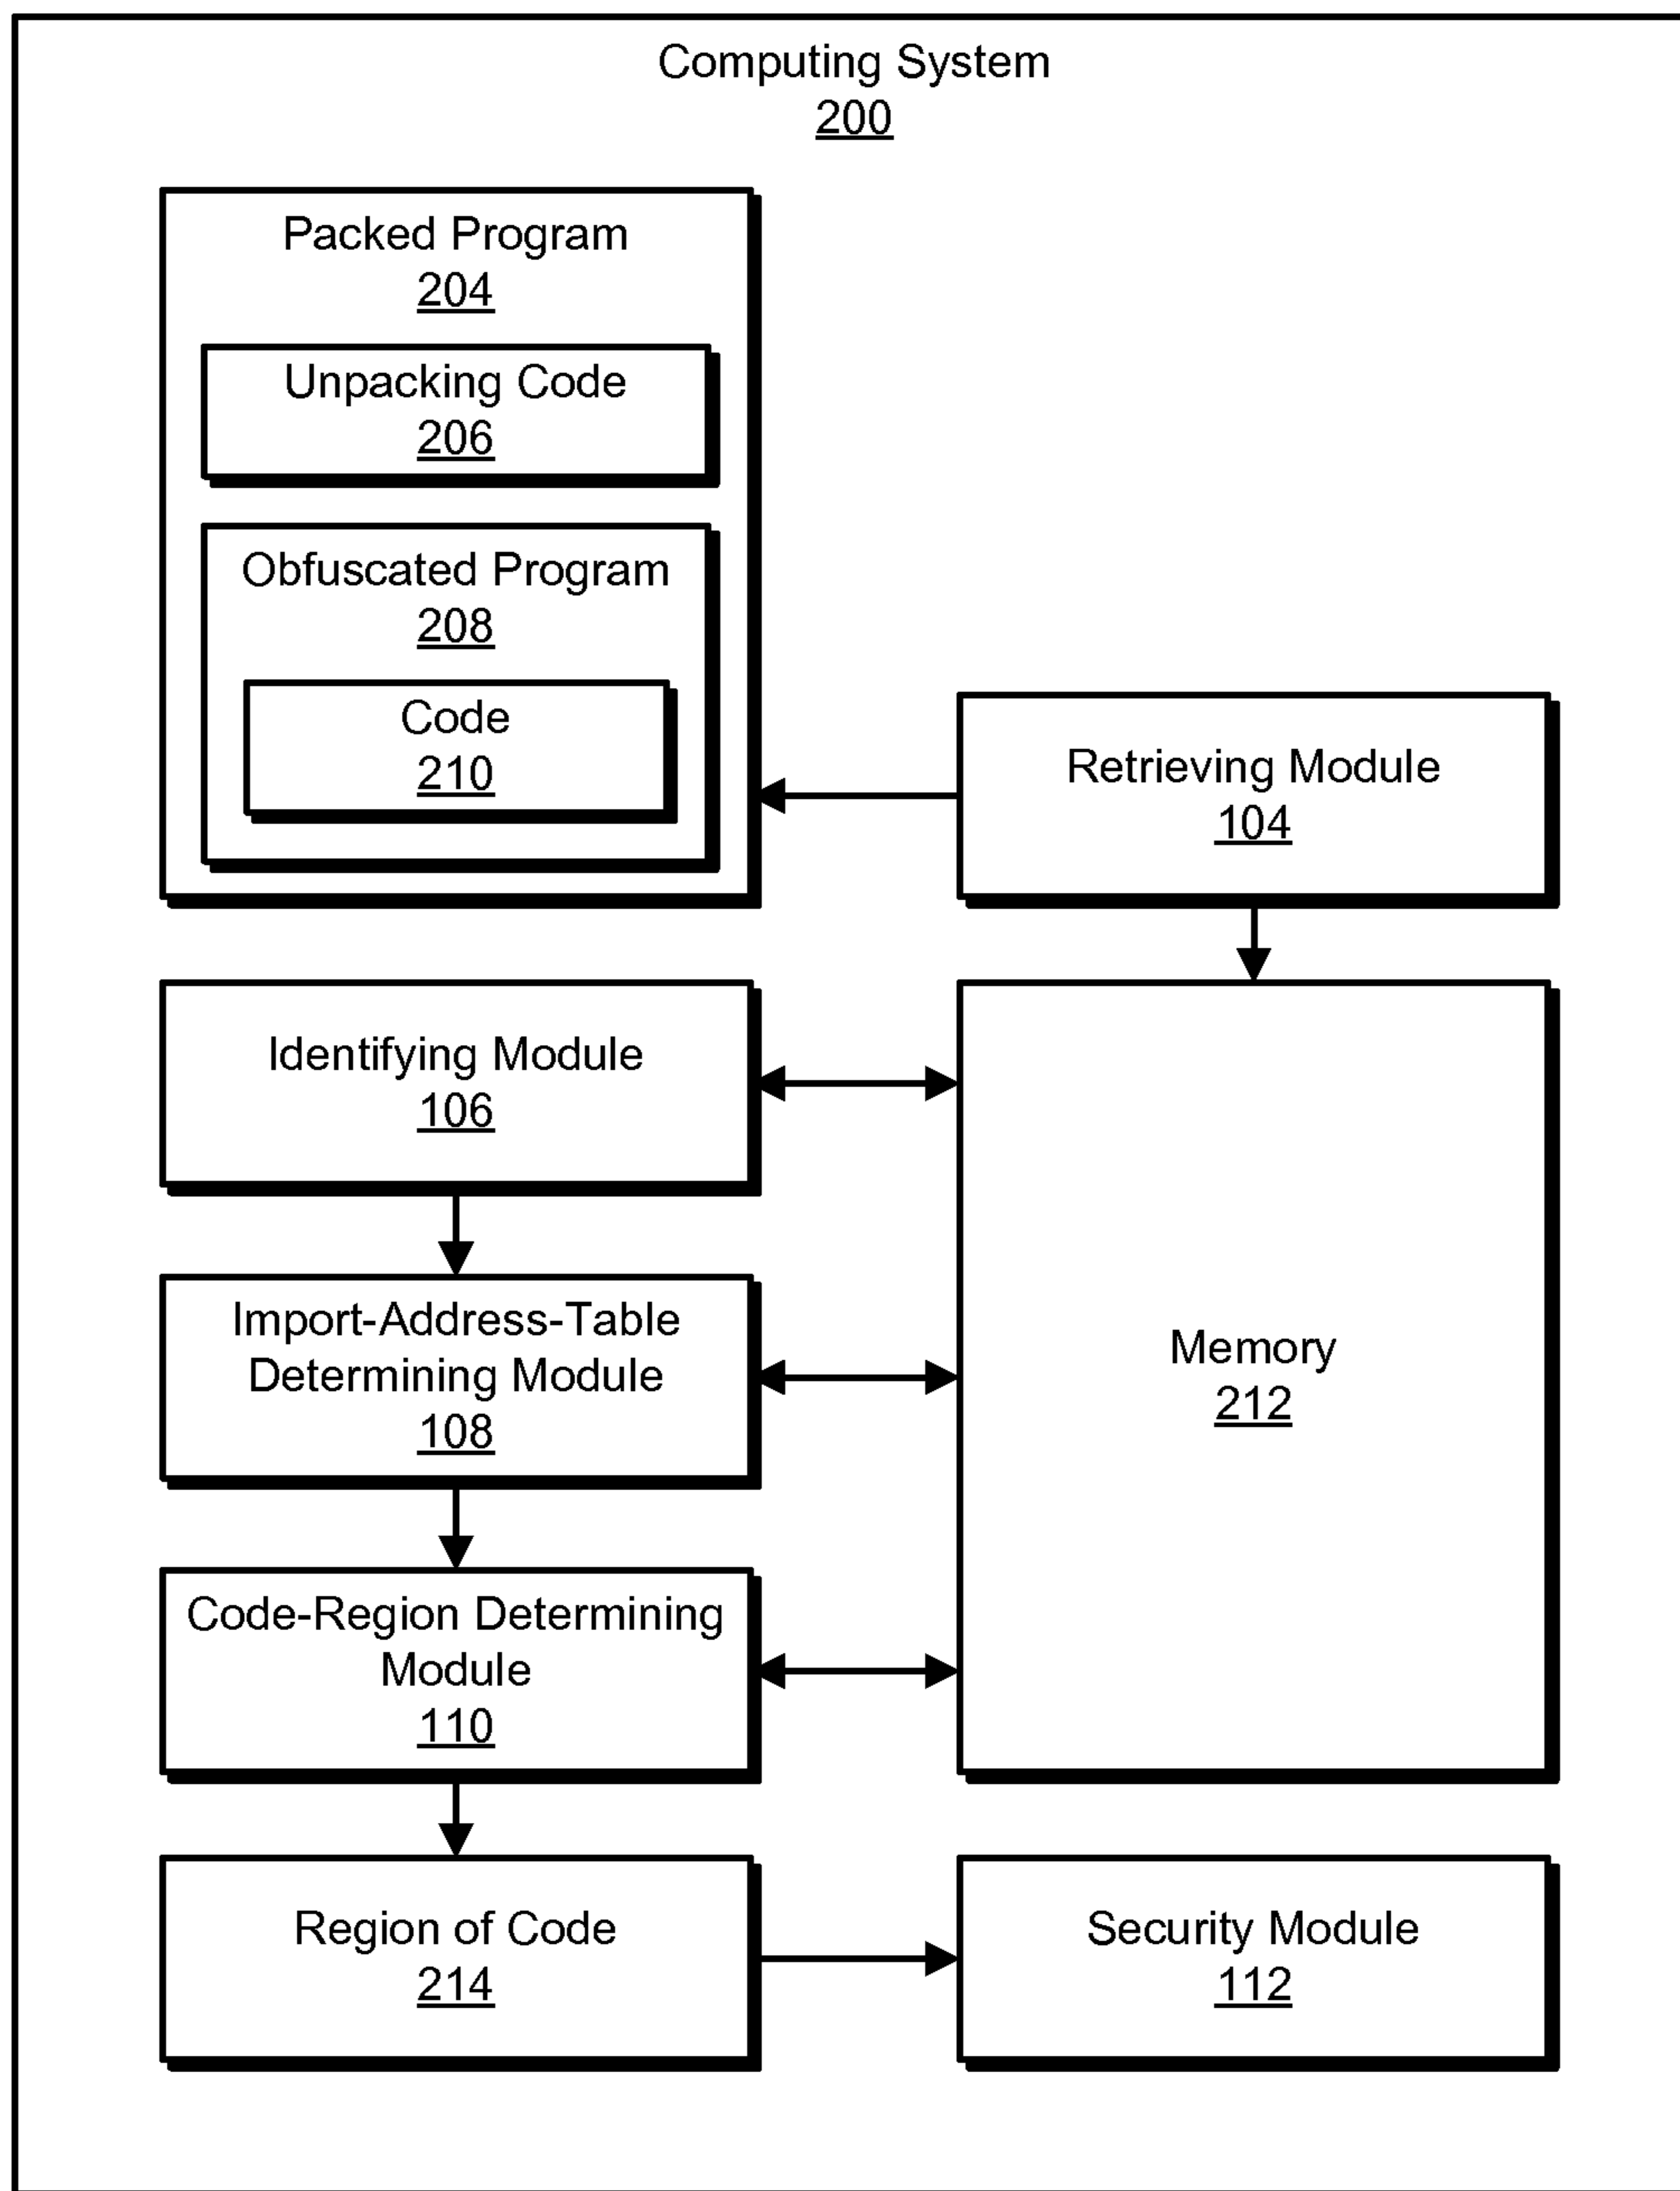 Computing System
200
Packed Program
204
Unpacking Code
206
Obfuscated Program
208
Code
210
Retrieving Module
104
Identifying Module
106
Import-Address-Table
Determining Module
108
Memory
212
Code-Region Determining
Module
110
Region of Code
214
Security Module
112